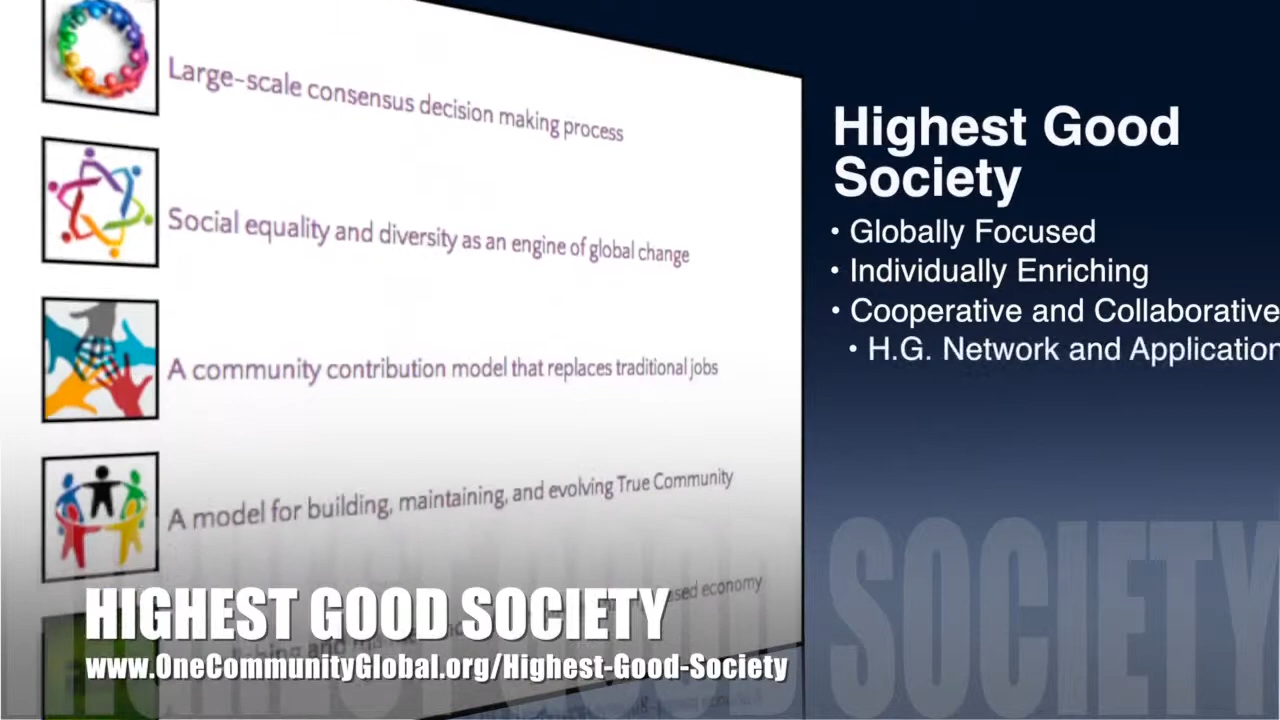 Large-scale consensus decision making process
Social equality and diversity as an engine of global change
A community contribution model that replaces traditional jobs
A model for building, maintaining, and evolving True Community
economy
Highest Good
Society
• Globally Focused
• Individually Enriching
• Cooperative and Collaborative
• H.G. Network and Application
HIGHEST GOOD SOCIETY
www.OneCommunityGlobal.org/Highest-Good-Society
SOCIETY